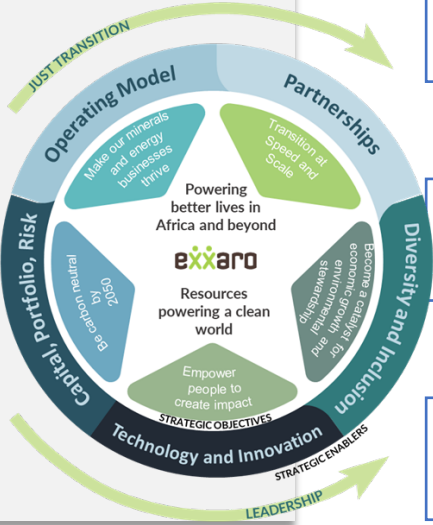 JUST TRANSITION
Operating Model
Partnerships
Make our minerals
and energy
businesses
thrive
Transition at
Speed and
Scale
Powering
better lives in
Africa and beyond
exxaro
Resources
powering a clean
world
Be carbon neutral
by
2050
Become a catalyst for
economic growth and
environmental
stewardship
Empower
people to
create impact
STRATEGIC OBJECTIVES
Capital, Portfolio, Risk
Diversity and Inclusion
Technology and Innovation
STRATEGIC ENABLERS
LEADERSHIP